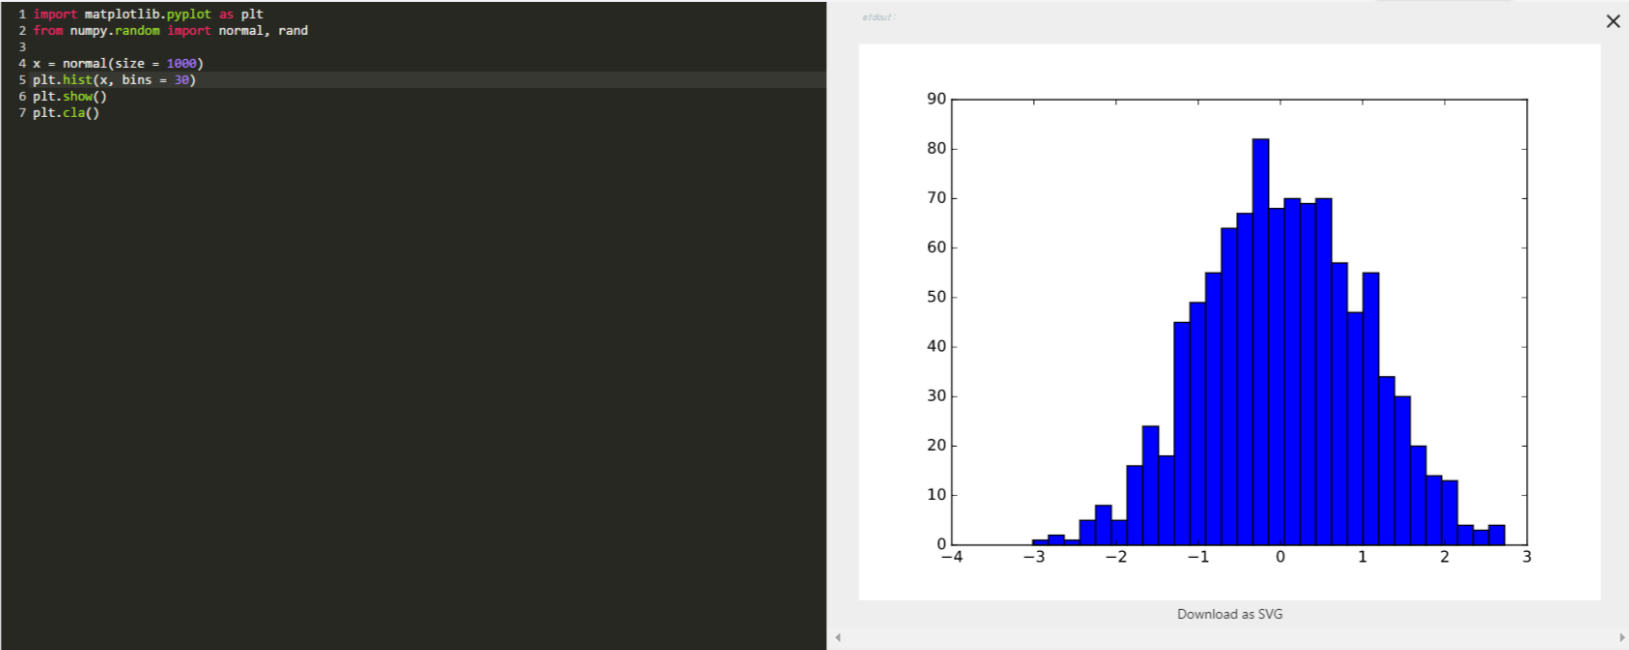 1 import matplotlib.pyplot as plt
2 from numpy.random import normal, rand
3
4 x = normal(size = 1000)
5 plt.hist(x, bins = 30)
6 plt.show()
7 plt.cla()
stdout:
90
80
70
60
50
40
30
20
10
0
−4 −3 −2 −1 0 1 2 3
Download as SVG